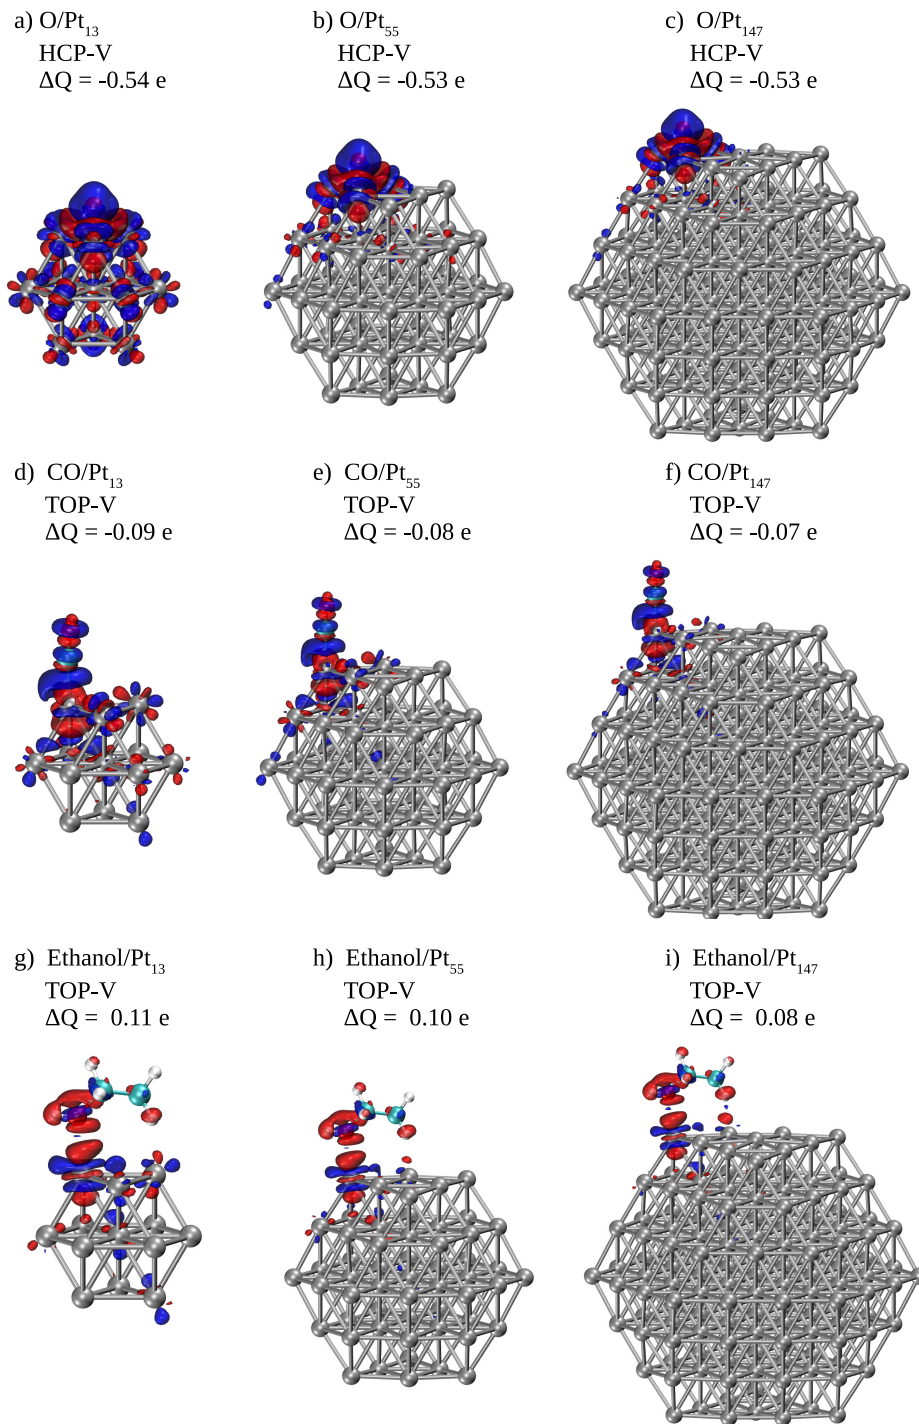 a) O/Pt₁₃
HCP-V
ΔQ = -0.54 e
b) O/Pt₅₅
HCP-V
ΔQ = -0.53 e
c) O/Pt₁₄₇
HCP-V
ΔQ = -0.53 e
d) CO/Pt₁₃
TOP-V
ΔQ = -0.09 e
e) CO/Pt₅₅
TOP-V
ΔQ = -0.08 e
f) CO/Pt₁₄₇
TOP-V
ΔQ = -0.07 e
g) Ethanol/Pt₁₃
TOP-V
ΔQ = 0.11 e
h) Ethanol/Pt₅₅
TOP-V
ΔQ = 0.10 e
i) Ethanol/Pt₁₄₇
TOP-V
ΔQ = 0.08 e